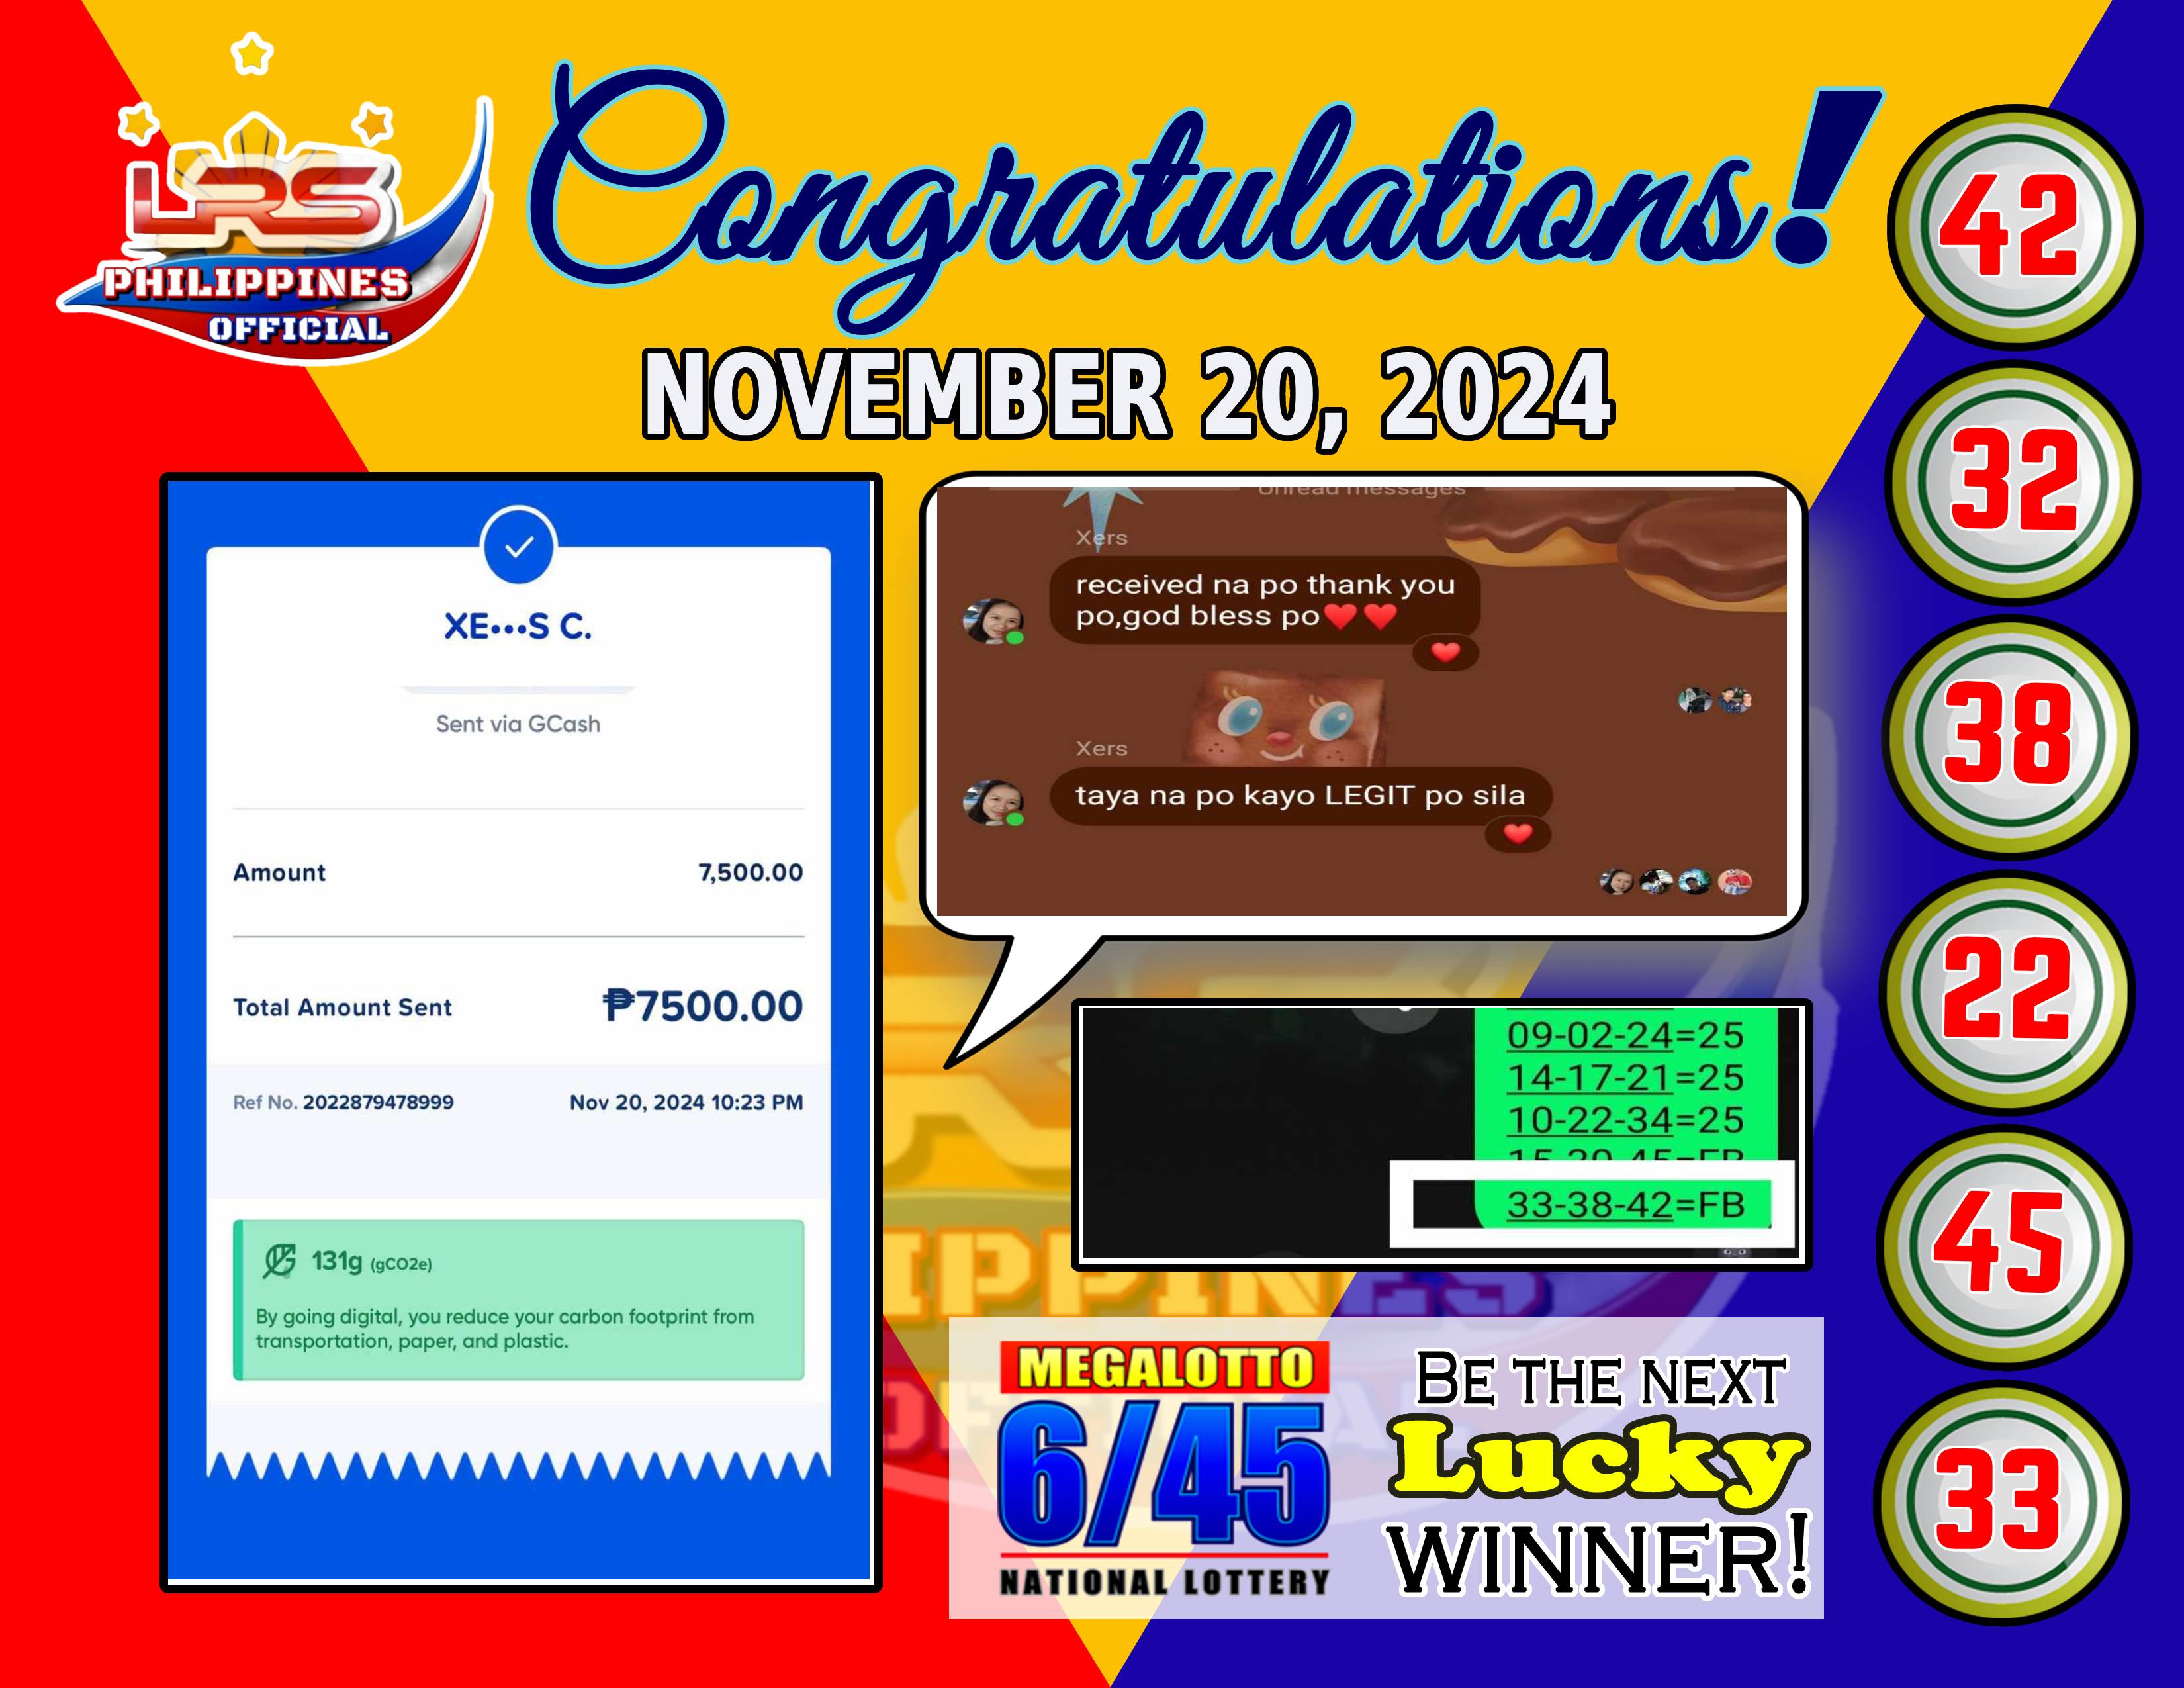 LRS
PHILIPPINES
OFFICIAL
Congratulations!
NOVEMBER 20, 2024
XE•••S C.
Sent via GCash
Amount 7,500.00
Total Amount Sent ₱7500.00
Ref No. 2022879478999 Nov 20, 2024 10:23 PM
131g (gCO2e)
By going digital, you reduce your carbon footprint from
transportation, paper, and plastic.
Unread messages
Xers
received na po thank you
po,god bless po❤️❤️
Xers
taya na po kayo LEGIT po sila
09-02-24=25
14-17-21=25
10-22-34=25
33-38-42=FB
MEGALOTTO
6/45
NATIONAL LOTTERY
BE THE NEXT
Lucky
WINNER!
42
32
38
22
45
33